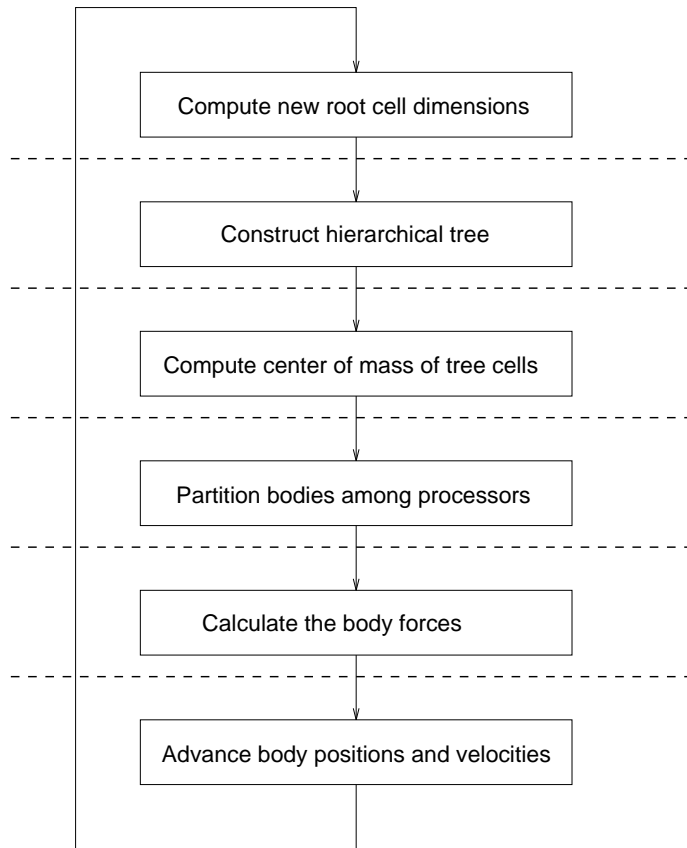 Compute new root cell dimensions
Construct hierarchical tree
Compute center of mass of tree cells
Partition bodies among processors
Calculate the body forces
Advance body positions and velocities